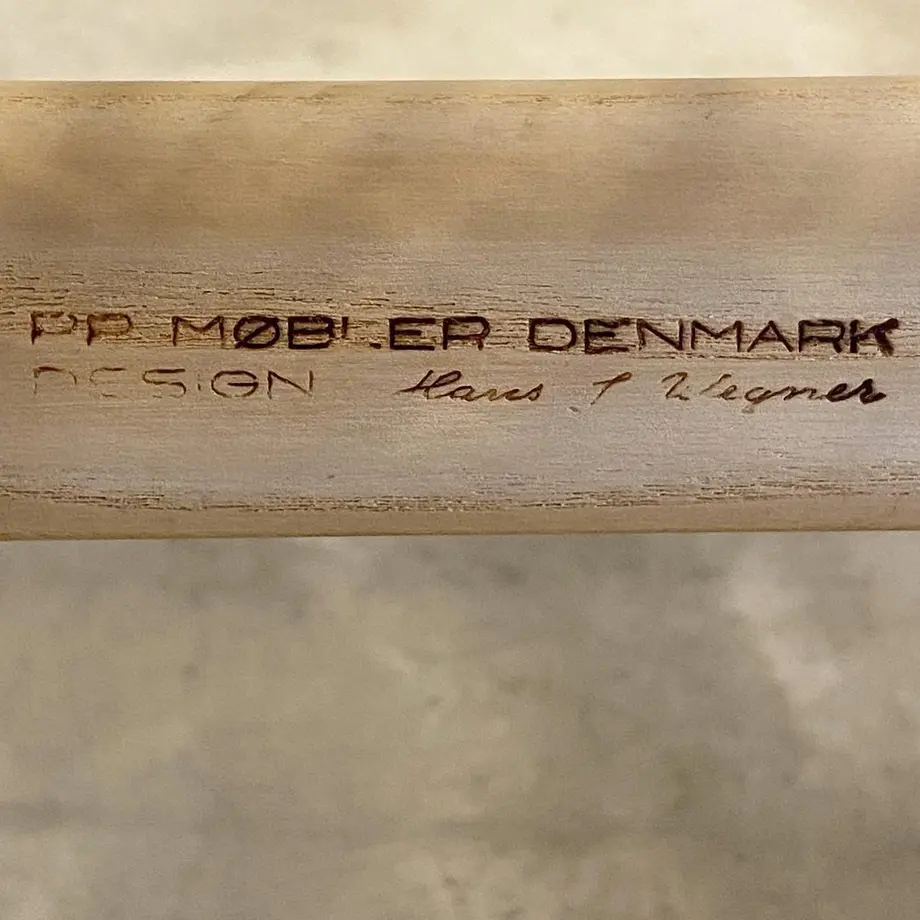 PP MØBLER DENMARK
DESIGN Hans J Wegner